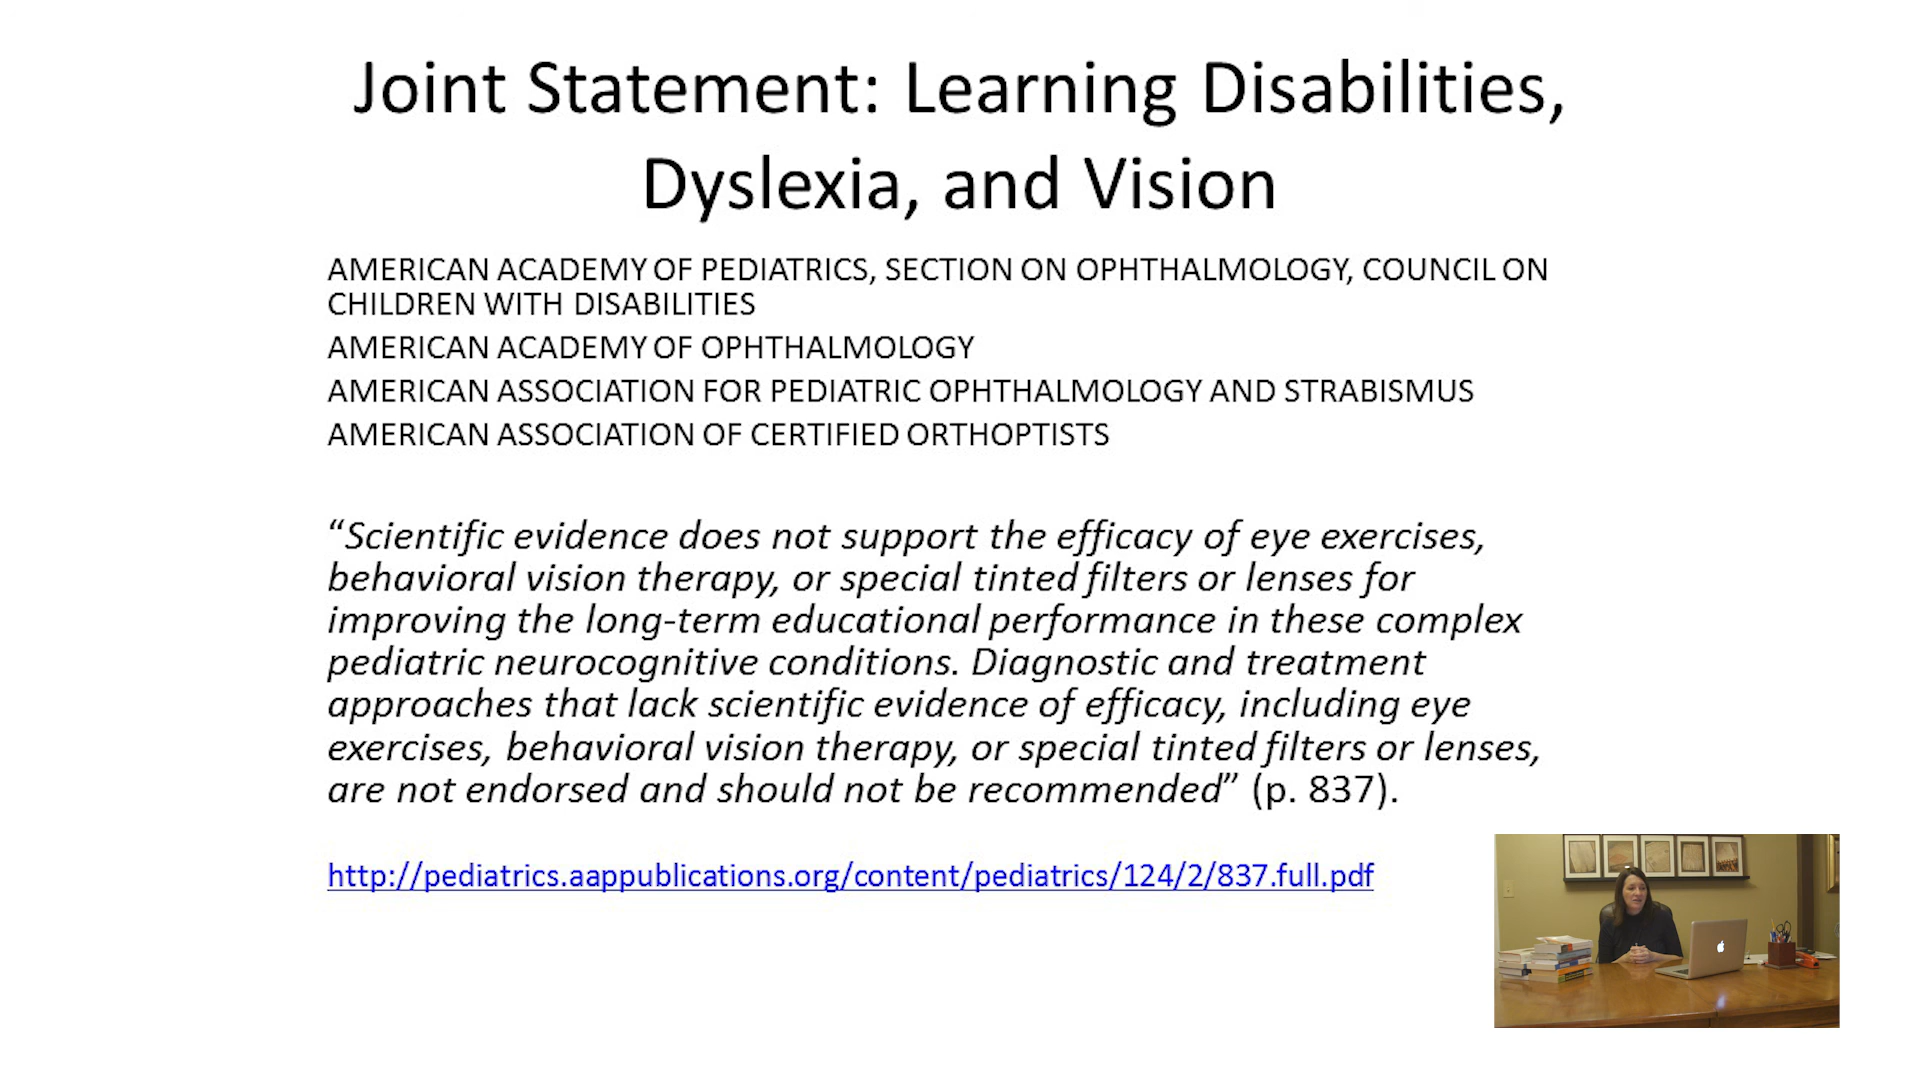 Joint Statement: Learning Disabilities,
Dyslexia, and Vision
AMERICAN ACADEMY OF PEDIATRICS, SECTION ON OPHTHALMOLOGY, COUNCIL ON
CHILDREN WITH DISABILITIES
AMERICAN ACADEMY OF OPHTHALMOLOGY
AMERICAN ASSOCIATION FOR PEDIATRIC OPHTHALMOLOGY AND STRABISMUS
AMERICAN ASSOCIATION OF CERTIFIED ORTHOPTISTS
“Scientific evidence does not support the efficacy of eye exercises,
behavioral vision therapy, or special tinted filters or lenses for
improving the long-term educational performance in these complex
pediatric neurocognitive conditions. Diagnostic and treatment
approaches that lack scientific evidence of efficacy, including eye
exercises, behavioral vision therapy, or special tinted filters or lenses,
are not endorsed and should not be recommended” (p. 837).
http://pediatrics.aappublications.org/content/pediatrics/124/2/837.full.pdf